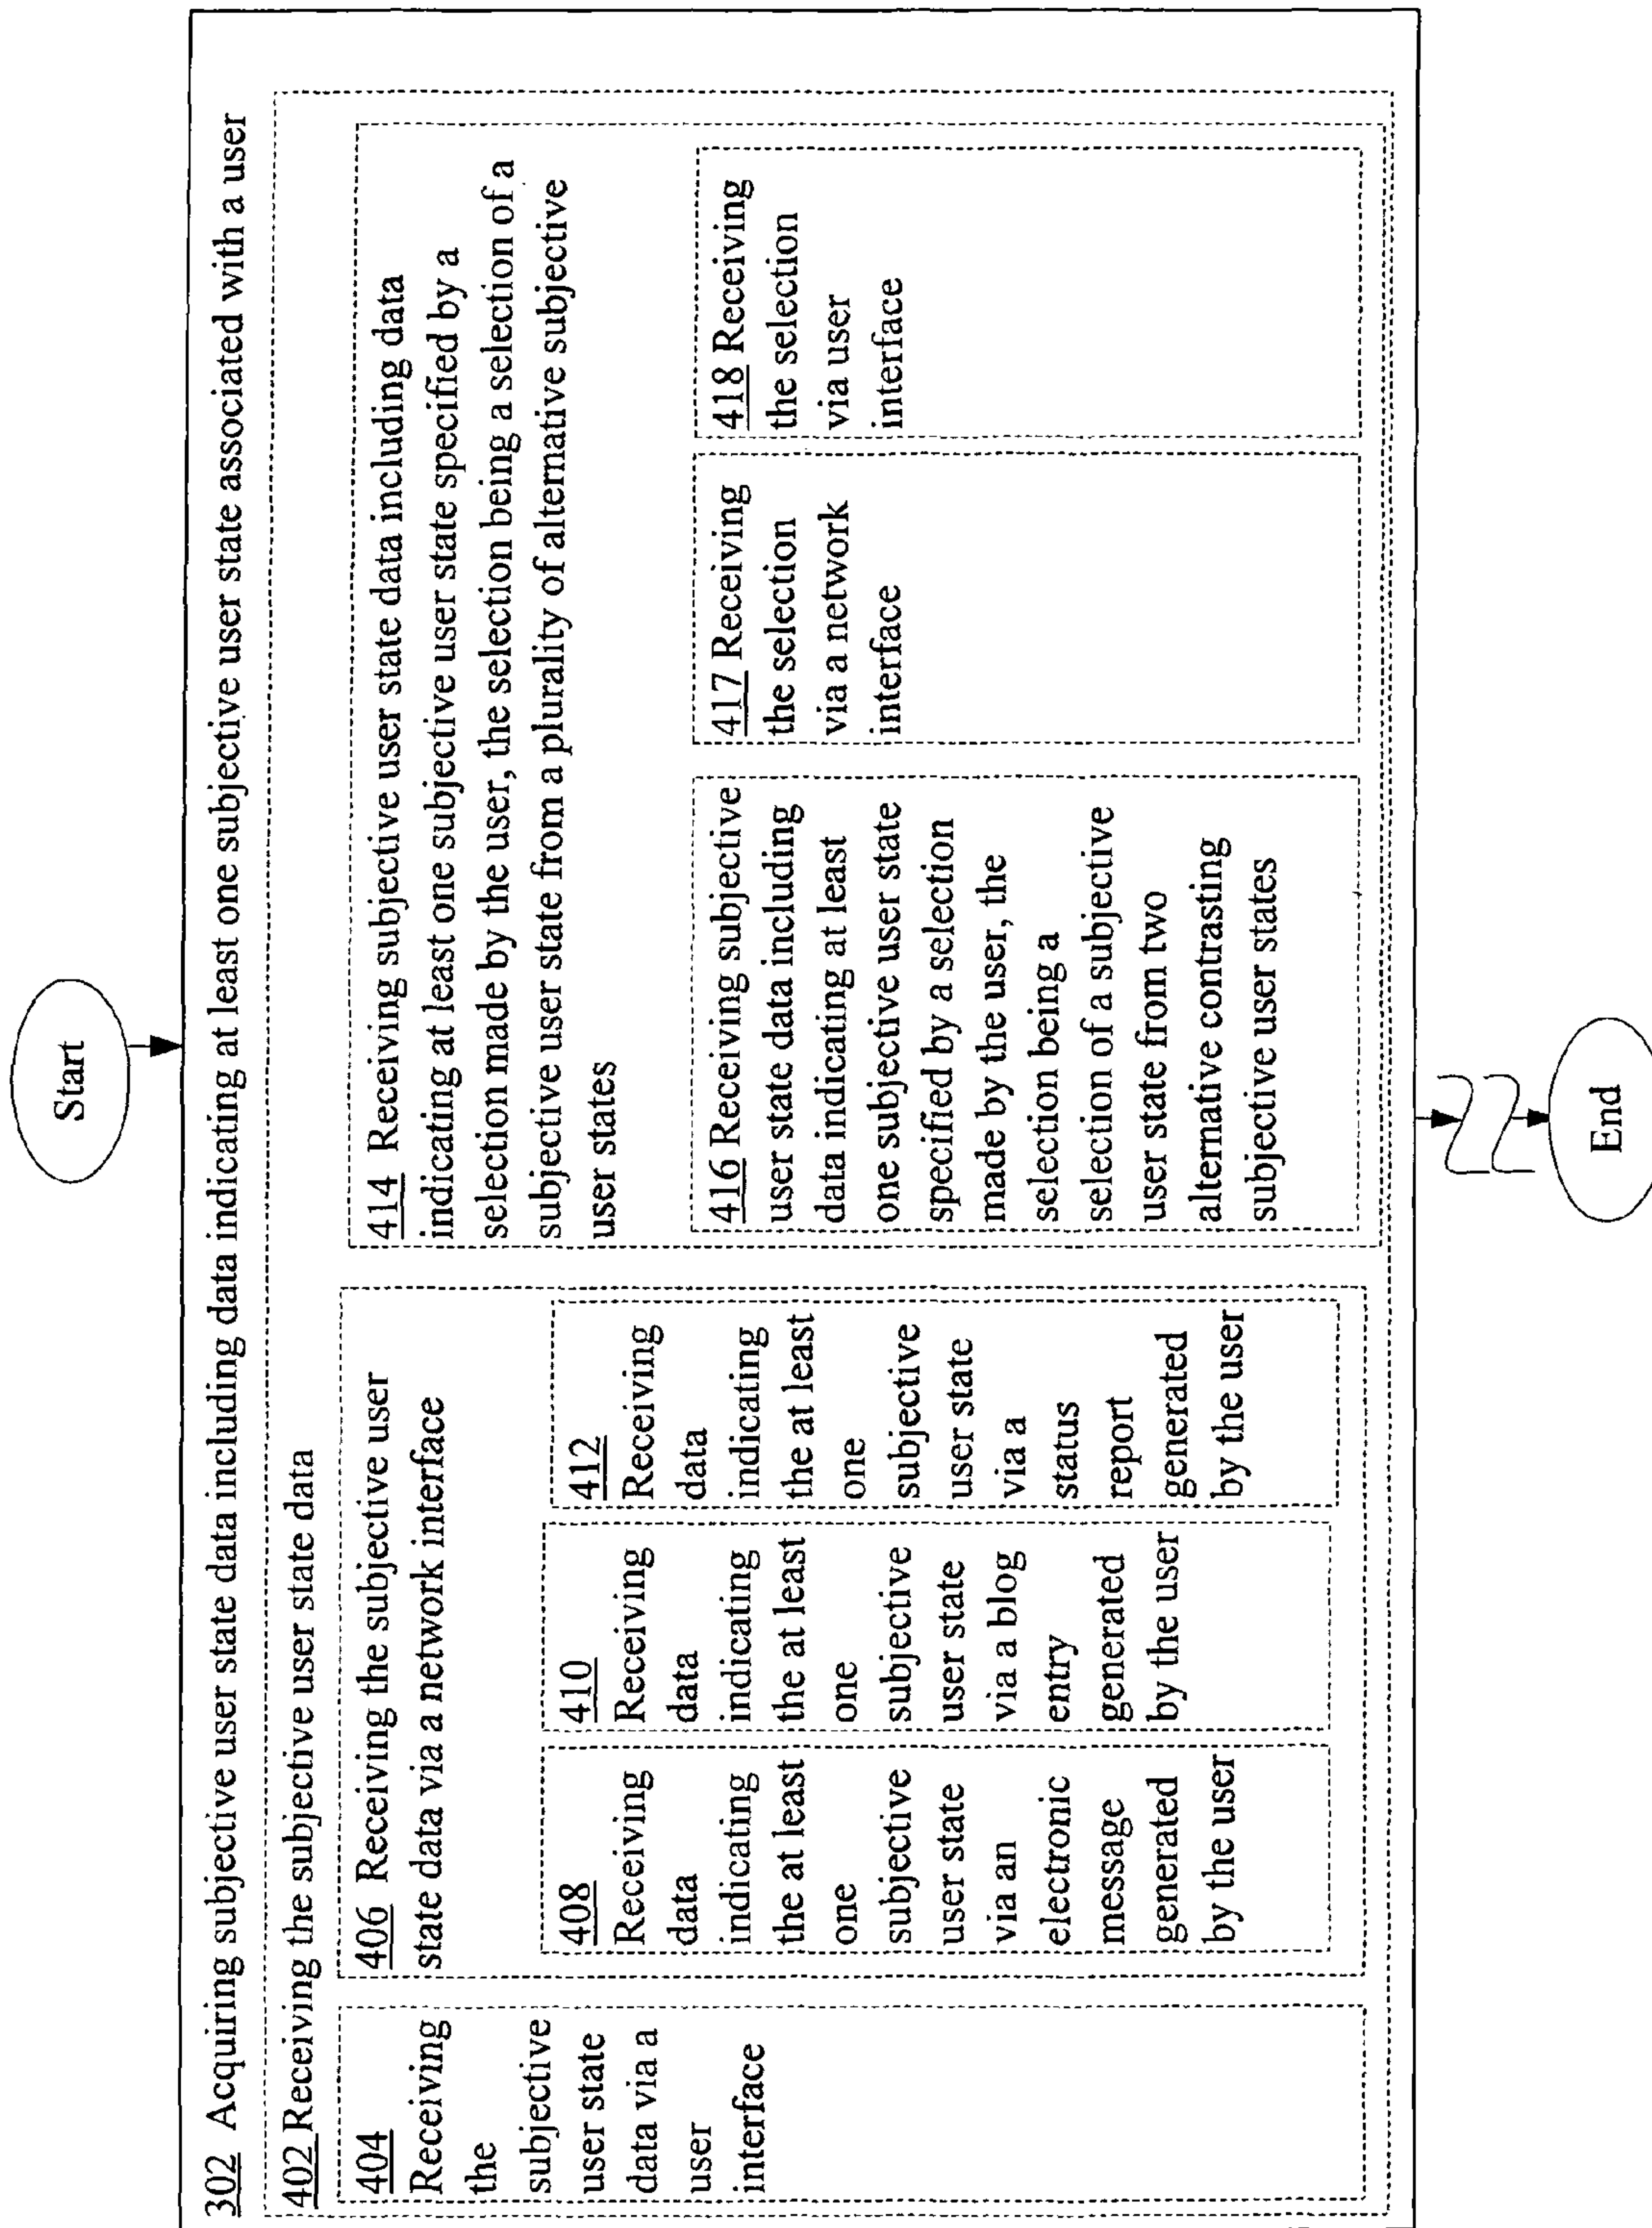 Start
302 Acquiring subjective user state data including data indicating at least one subjective user state associated with a user
402 Receiving the subjective user state data
404
Receiving
the
subjective
user state
data via a
user
interface
406 Receiving the subjective user
state data via a network interface
408
Receiving
data
indicating
the at least
one
subjective
user state
via an
electronic
message
generated
by the user
410
Receiving
data
indicating
the at least
one
subjective
user state
via a blog
entry
generated
by the user
412
Receiving
data
indicating
the at least
one
subjective
user state
via a
status
report
generated
by the user
414 Receiving subjective user state data including data
indicating at least one subjective user state specified by a
selection made by the user, the selection being a selection of a
subjective user state from a plurality of alternative subjective
user states
416 Receiving subjective
user state data including
data indicating at least
one subjective user state
specified by a selection
made by the user, the
selection being a
selection of a subjective
user state from two
alternative contrasting
subjective user states
417 Receiving
the selection
via a network
interface
418 Receiving
the selection
via user
interface
End